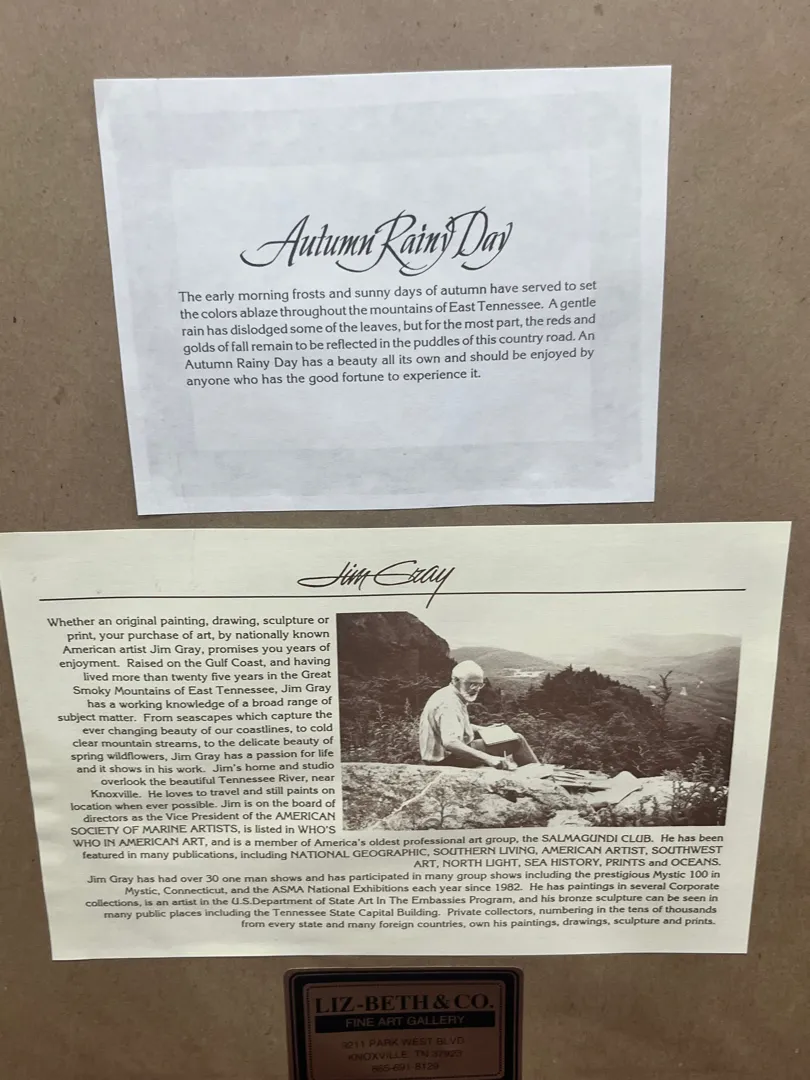 Autumn Rainy Day
The early morning frosts and sunny days of autumn have served to set
the colors ablaze throughout the mountains of East Tennessee. A gentle
rain has dislodged some of the leaves, but for the most part, the reds and
golds of fall remain to be reflected in the puddles of this country road. An
Autumn Rainy Day has a beauty all its own and should be enjoyed by
anyone who has the good fortune to experience it.
Jim Gray
Whether an original painting, drawing, sculpture or
print, your purchase of art, by nationally known
American artist Jim Gray, promises you years of
enjoyment. Raised on the Gulf Coast, and having
lived more than twenty five years in the Great
Smoky Mountains of East Tennessee, Jim Gray
has a working knowledge of a broad range of
subject matter. From seascapes which capture the
ever changing beauty of our coastlines, to cold
clear mountain streams, to the delicate beauty of
spring wildflowers, Jim Gray has a passion for life
and it shows in his work. Jim's home and studio
overlook the beautiful Tennessee River, near
Knoxville. He loves to travel and still paints on
location when ever possible. Jim is on the board of
directors as the Vice President of the AMERICAN
SOCIETY OF MARINE ARTISTS, is listed in WHO'S
WHO IN AMERICAN ART, and is a member of America's oldest professional art group, the SALMAGUNDI CLUB. He has been
featured in many publications, including NATIONAL GEOGRAPHIC, SOUTHERN LIVING, AMERICAN ARTIST, SOUTHWEST
ART, NORTH LIGHT, SEA HISTORY, PRINTS and OCEANS.
Jim Gray has had over 30 one man shows and has participated in many group shows including the prestigious Mystic 100 in
Mystic, Connecticut, and the ASMA National Exhibitions each year since 1982. He has paintings in several Corporate
collections, is an artist in the U.S.Department of State Art In The Embassies Program, and his bronze sculpture can be seen in
many public places including the Tennessee State Capital Building. Private collectors, numbering in the tens of thousands
from every state and many foreign countries, own his paintings, drawings, sculpture and prints.
LIZ-BETH & CO.
FINE ART GALLERY
9211 PARK WEST BLVD.
KNOXVILLE, TN 37923
865-691-8129